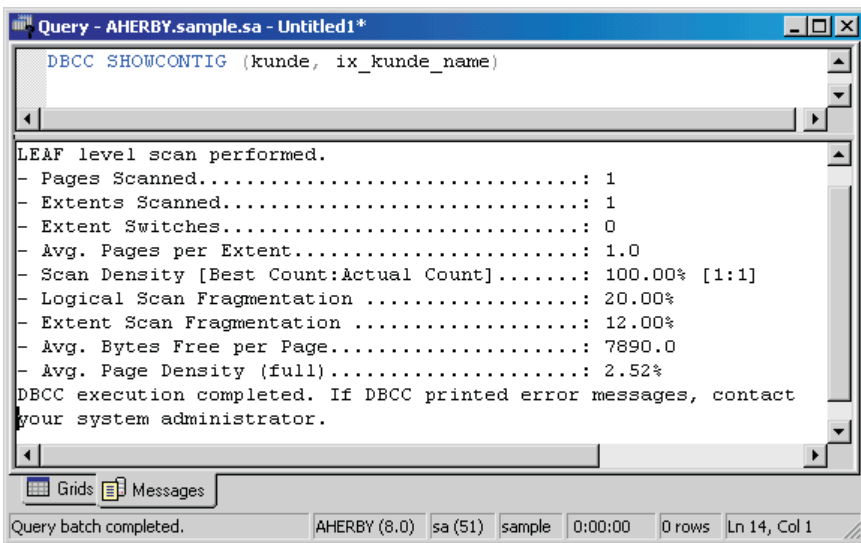 Query - AHERBY.sample.sa - Untitled1*
DBCC SHOWCONTIG (kunde, ix_kunde_name)
LEAF level scan performed.
- Pages Scanned................................: 1
- Extents Scanned..............................: 1
- Extent Switches..............................: 0
- Avg. Pages per Extent........................: 1.0
- Scan Density [Best Count:Actual Count].......: 100.00% [1:1]
- Logical Scan Fragmentation ..................: 20.00%
- Extent Scan Fragmentation ...................: 12.00%
- Avg. Bytes Free per Page.....................: 7890.0
- Avg. Page Density (full).....................: 2.52%
DBCC execution completed. If DBCC printed error messages, contact
your system administrator.
Grids Messages
Query batch completed. AHERBY (8.0) sa (51) sample 0:00:00 0 rows Ln 14, Col 1